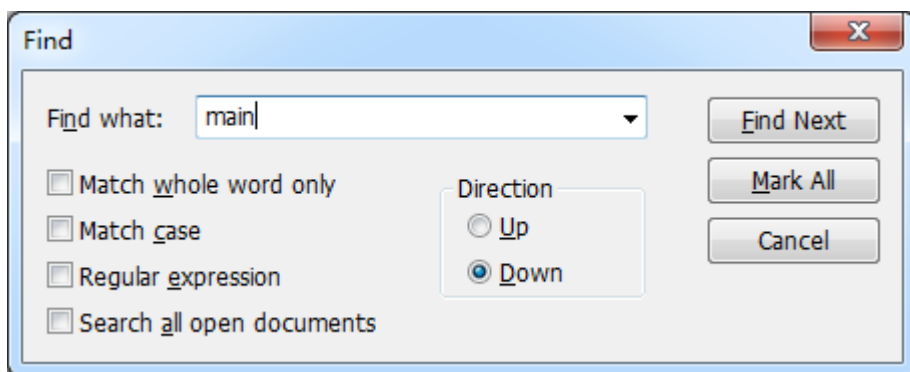 Find
Find what: main
Find Next
Match whole word only
Direction
Mark All
Match case
Up
Cancel
Regular expression
Down
Search all open documents